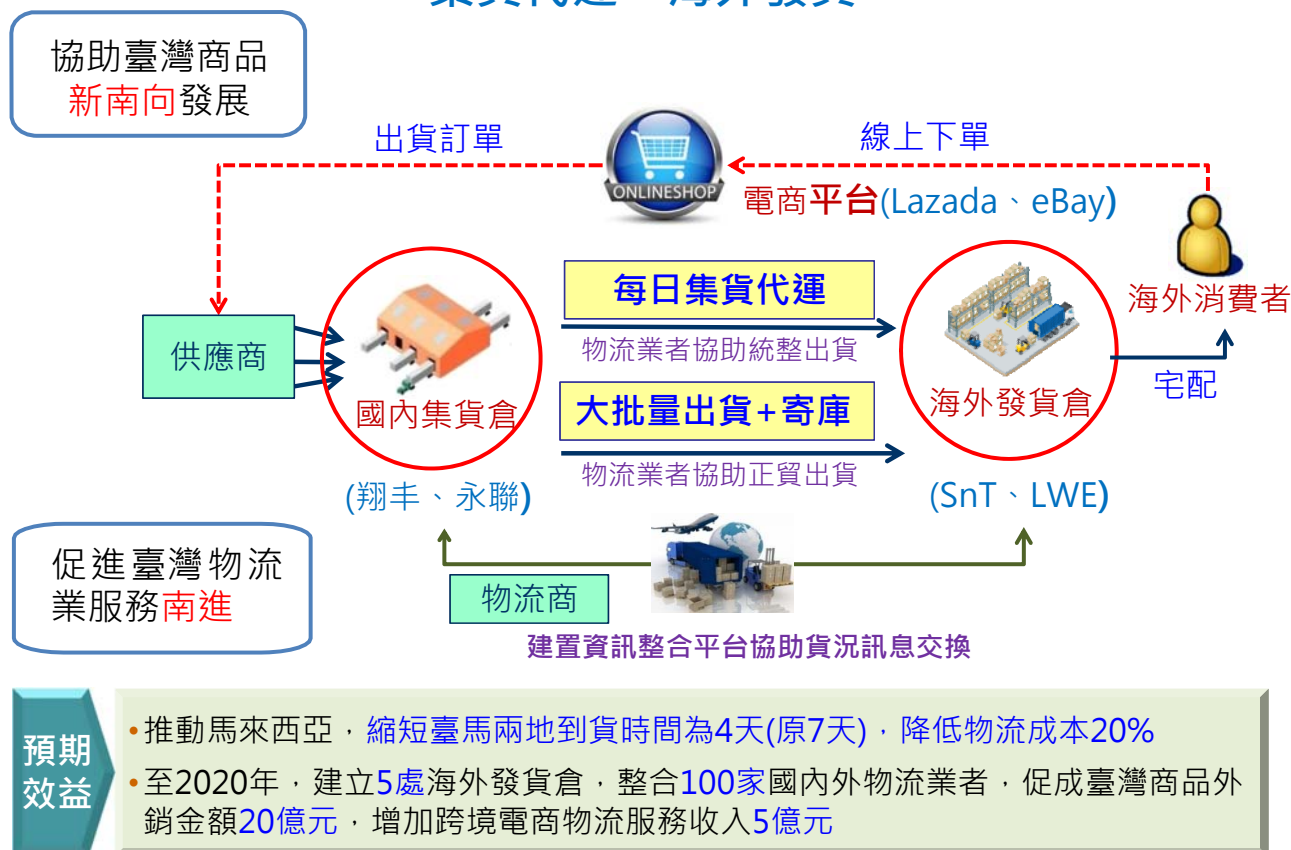 集貨代運 海外發貨
協助臺灣商品
新南向發展
出貨訂單
線上下單
ONLINESHOP
電商平台(Lazada、eBay)
每日集貨代運
海外消費者
供應商
物流業者協助統整出貨
國內集貨倉
大批量出貨+寄庫
海外發貨倉
宅配
物流業者協助正貿出貨
(翔丰、永聯)
(SnT、LWE)
促進臺灣物流
業服務南進
物流商
建置資訊整合平台協助貨況訊息交換
預期
效益
•推動馬來西亞，縮短臺馬兩地到貨時間為4天(原7天)，降低物流成本20%
•至2020年，建立5處海外發貨倉，整合100家國內外物流業者，促成臺灣商品外
銷金額20億元，增加跨境電商物流服務收入5億元